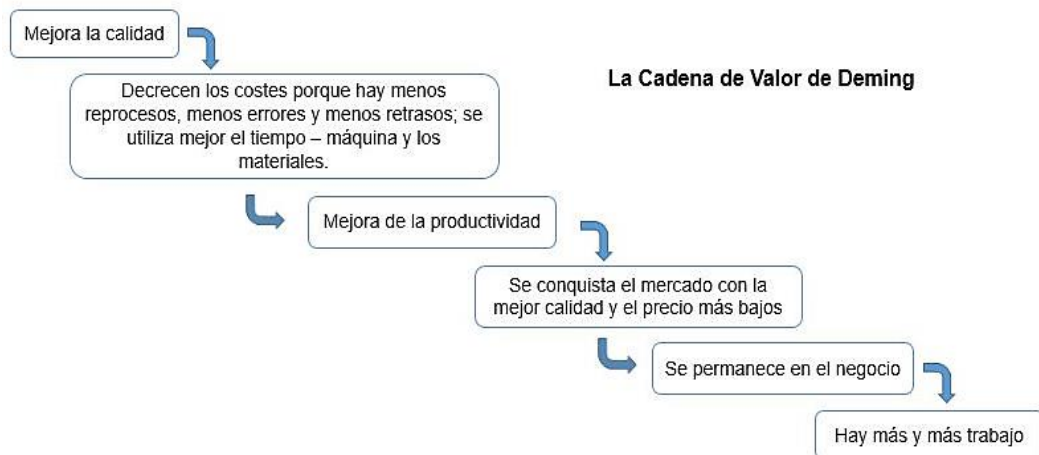 Mejora la calidad
La Cadena de Valor de Deming
Decrecen los costes porque hay menos
reprocesos, menos errores y menos retrasos; se
utiliza mejor el tiempo – máquina y los
materiales.
Mejora de la productividad
Se conquista el mercado con la
mejor calidad y el precio más bajos
Se permanece en el negocio
Hay más y más trabajo